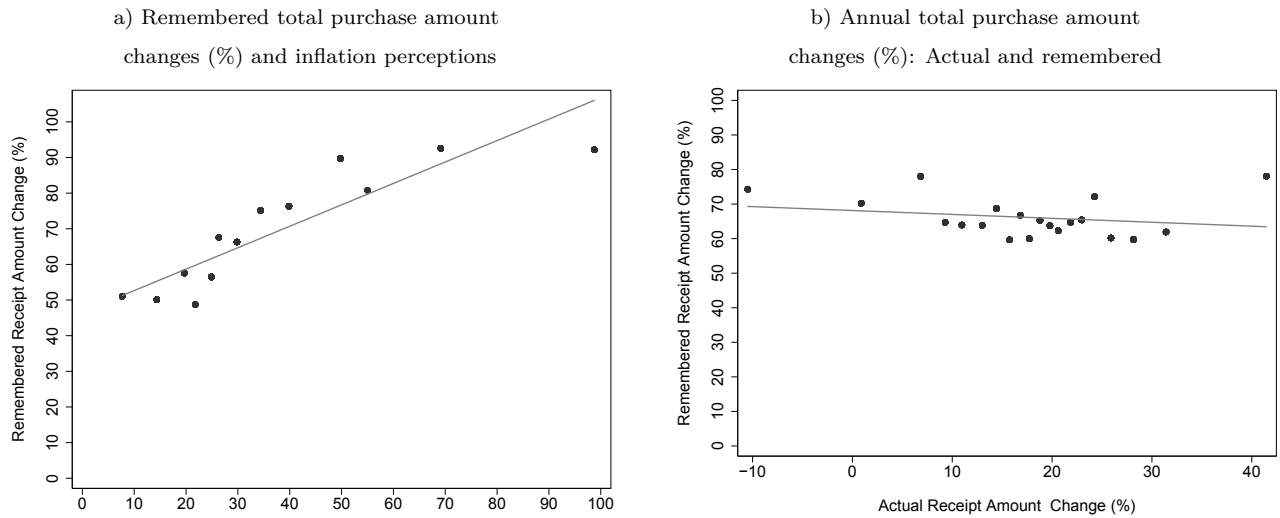 a) Remembered total purchase amount
changes (%) and inflation perceptions
Remembered Receipt Amount Change (%)
100
90
80
70
60
50
40
30
20
10
0
0 10 20 30 40 50 60 70 80 90 100
b) Annual total purchase amount
changes (%): Actual and remembered
Remembered Receipt Amount Change (%)
100
90
80
70
60
50
40
30
20
10
0
−10 0 10 20 30 40
Actual Receipt Amount Change (%)